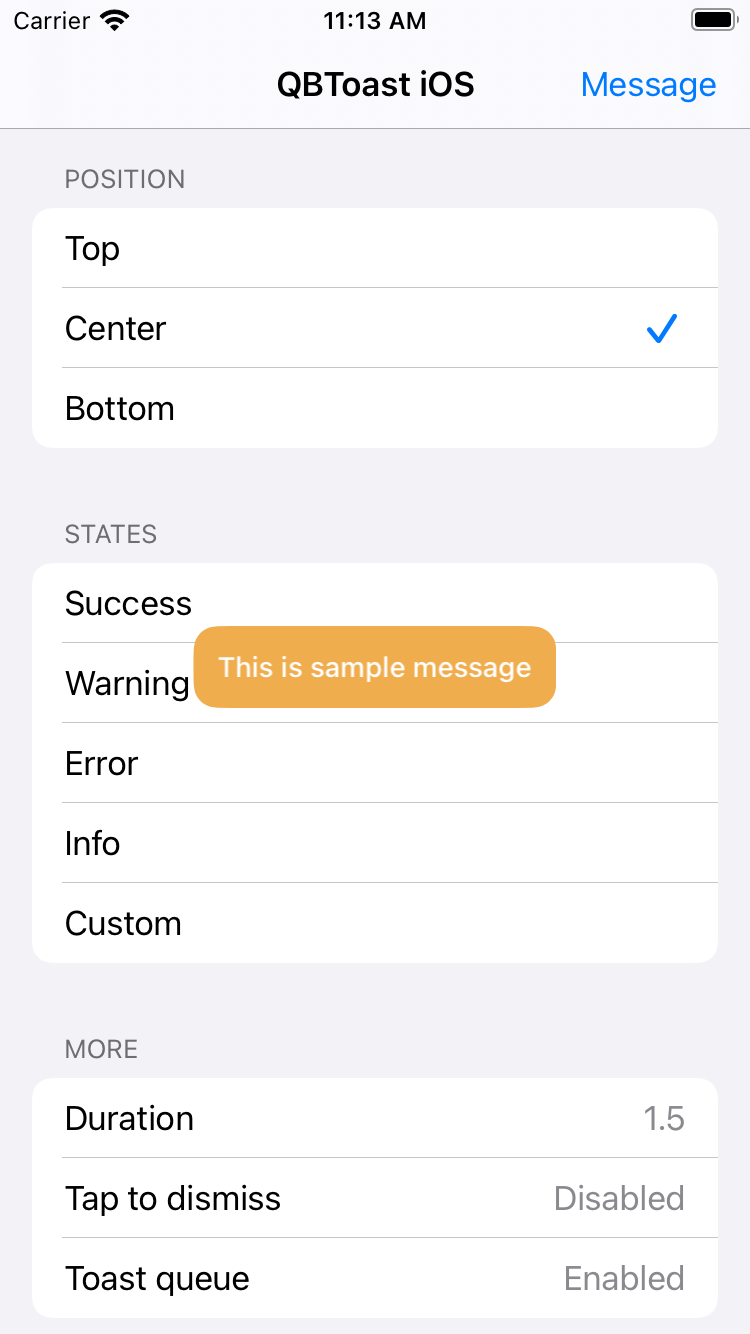 Carrier 11:13 AM
QBToast iOS Message
POSITION
Top
Center
Bottom
STATES
Success
This is sample message
Warning
Error
Info
Custom
MORE
Duration 1.5
Tap to dismiss Disabled
Toast queue Enabled